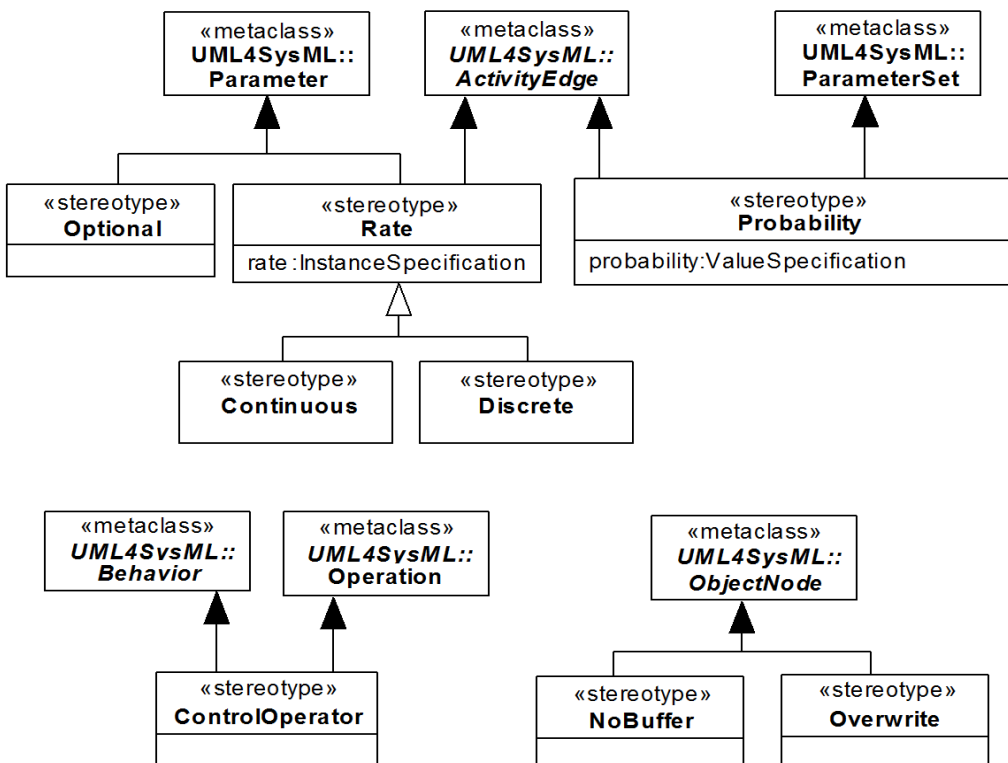 «metaclass»
UML4SysML::
Parameter
«metaclass»
UML4SysML::
ActivityEdge
«metaclass»
UML4SysML::
ParameterSet
«stereotype»
Optional
«stereotype»
Rate
rate:InstanceSpecification
«stereotype»
Probability
probability:ValueSpecification
«stereotype»
Continuous
«stereotype»
Discrete
«metaclass»
UML4SysML::
Behavior
«metaclass»
UML4SysML::
Operation
«metaclass»
UML4SysML::
ObjectNode
«stereotype»
ControlOperator
«stereotype»
NoBuffer
«stereotype»
Overwrite